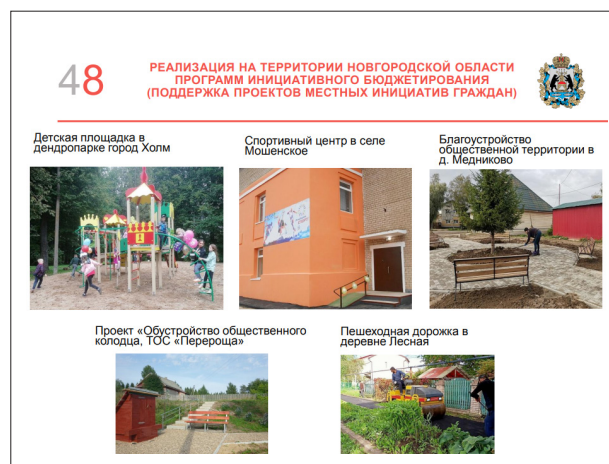 48
РЕАЛИЗАЦИЯ НА ТЕРРИТОРИИ НОВГОРОДСКОЙ ОБЛАСТИ
ПРОГРАММ ИНИЦИАТИВНОГО БЮДЖЕТИРОВАНИЯ
(ПОДДЕРЖКА ПРОЕКТОВ МЕСТНЫХ ИНИЦИАТИВ ГРАЖДАН)
Детская площадка в
дендропарке город Холм
Спортивный центр в селе
Мошенское
Благоустройство
общественной территории в
д. Медниково
Проект «Обустройство общественного
колодца, ТОС «Перероща»
Пешеходная дорожка в
деревне Лесная